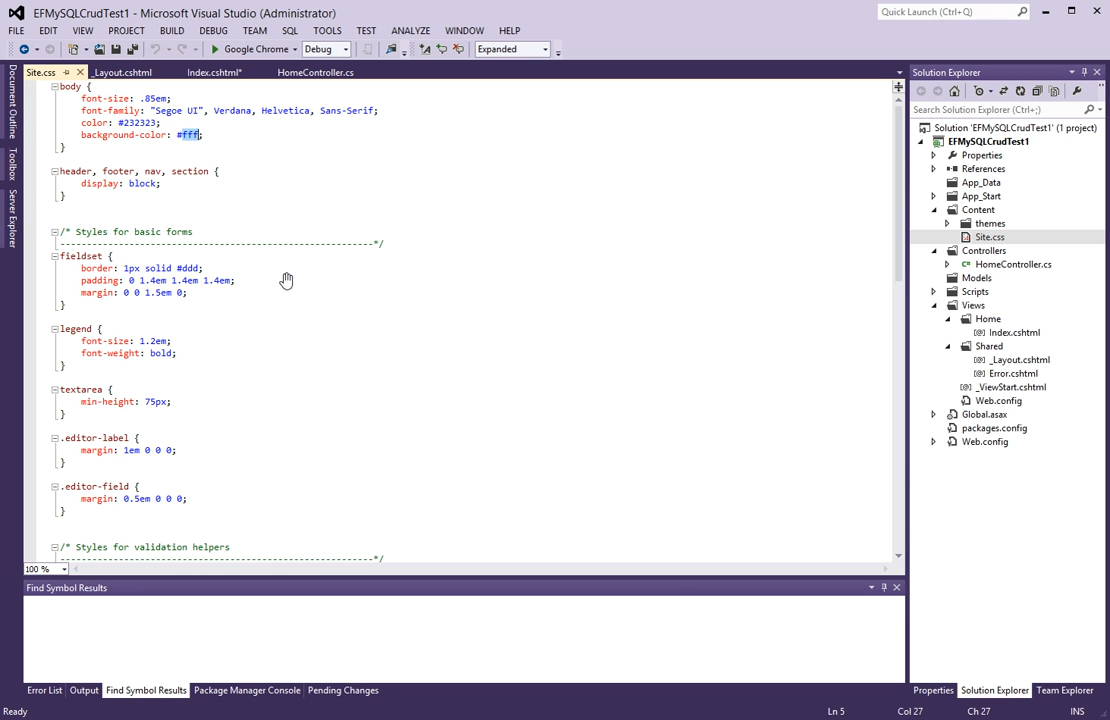 EFMySQLCrudTest1 - Microsoft Visual Studio (Administrator)
Quick Launch (Ctrl+Q)
FILE EDIT VIEW PROJECT BUILD DEBUG TEAM SQL TOOLS TEST ANALYZE WINDOW HELP
Google Chrome Debug Expanded
Site.css _Layout.cshtml Index.cshtml* HomeController.cs
Document Outline
Toolbox
Server Explorer
body {
font-size: .85em;
font-family: "Segoe UI", Verdana, Helvetica, Sans-Serif;
color: #232323;
background-color: #fff;
}
header, footer, nav, section {
display: block;
}
/* Styles for basic forms
-----------------------------------------------------------*/
fieldset {
border: 1px solid #ddd;
padding: 0 1.4em 1.4em 1.4em;
margin: 0 0 1.5em 0;
}
legend {
font-size: 1.2em;
font-weight: bold;
}
textarea {
min-height: 75px;
}
.editor-label {
margin: 1em 0 0 0;
}
.editor-field {
margin: 0.5em 0 0 0;
}
/* Styles for validation helpers
-----------------------------------------------------------*/
100 %
Solution Explorer
Search Solution Explorer (Ctrl+;)
Solution 'EFMySQLCrudTest1' (1 project)
EFMySQLCrudTest1
Properties
References
App_Data
App_Start
Content
themes
Site.css
Controllers
HomeController.cs
Models
Scripts
Views
Home
Index.cshtml
Shared
_Layout.cshtml
Error.cshtml
_ViewStart.cshtml
Web.config
Global.asax
packages.config
Web.config
Find Symbol Results
Error List Output Find Symbol Results Package Manager Console Pending Changes
Properties Solution Explorer Team Explorer
Ready Ln 5 Col 27 Ch 27 INS